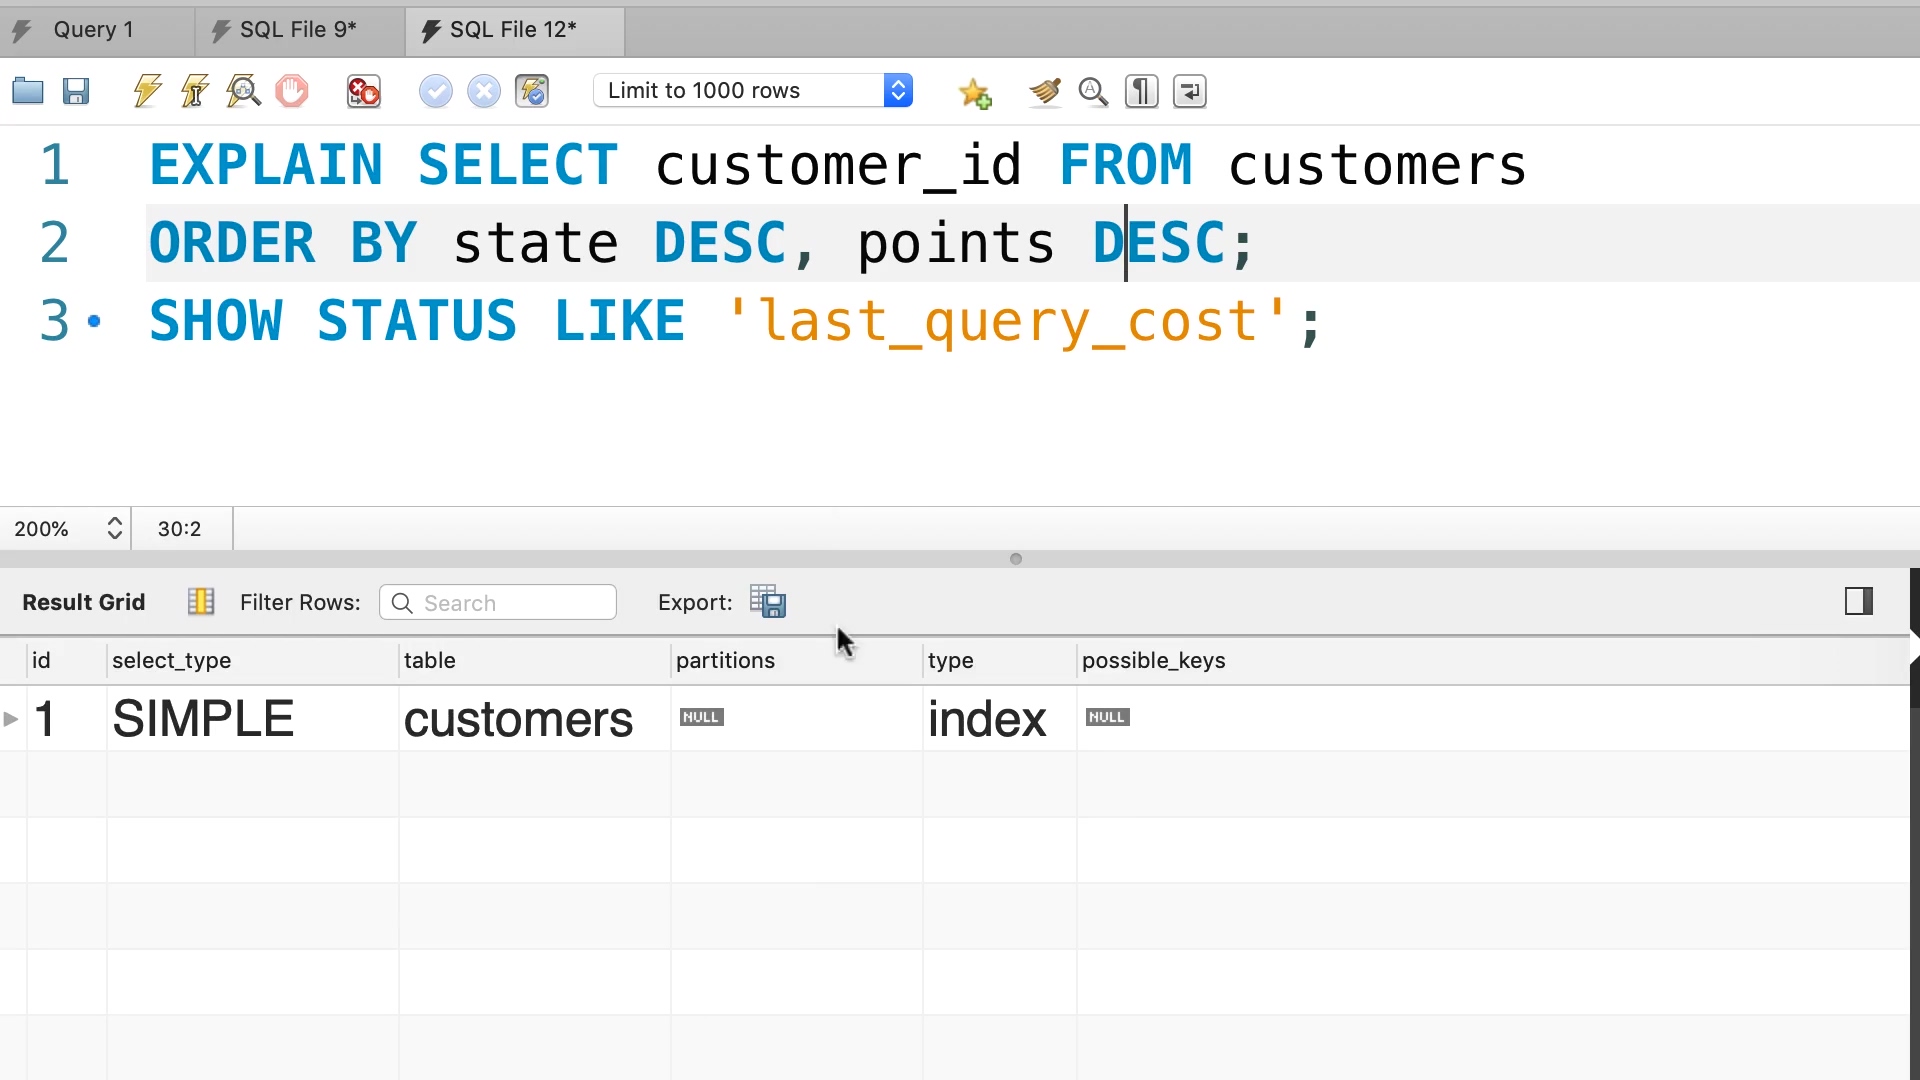 Query 1 SQL File 9* SQL File 12*
Limit to 1000 rows
1 EXPLAIN SELECT customer_id FROM customers
2 ORDER BY state DESC, points DESC;
3 SHOW STATUS LIKE 'last_query_cost';
200% 30:2
Result Grid Filter Rows: Search Export:
id select_type table partitions type possible_keys
1 SIMPLE customers NULL index NULL